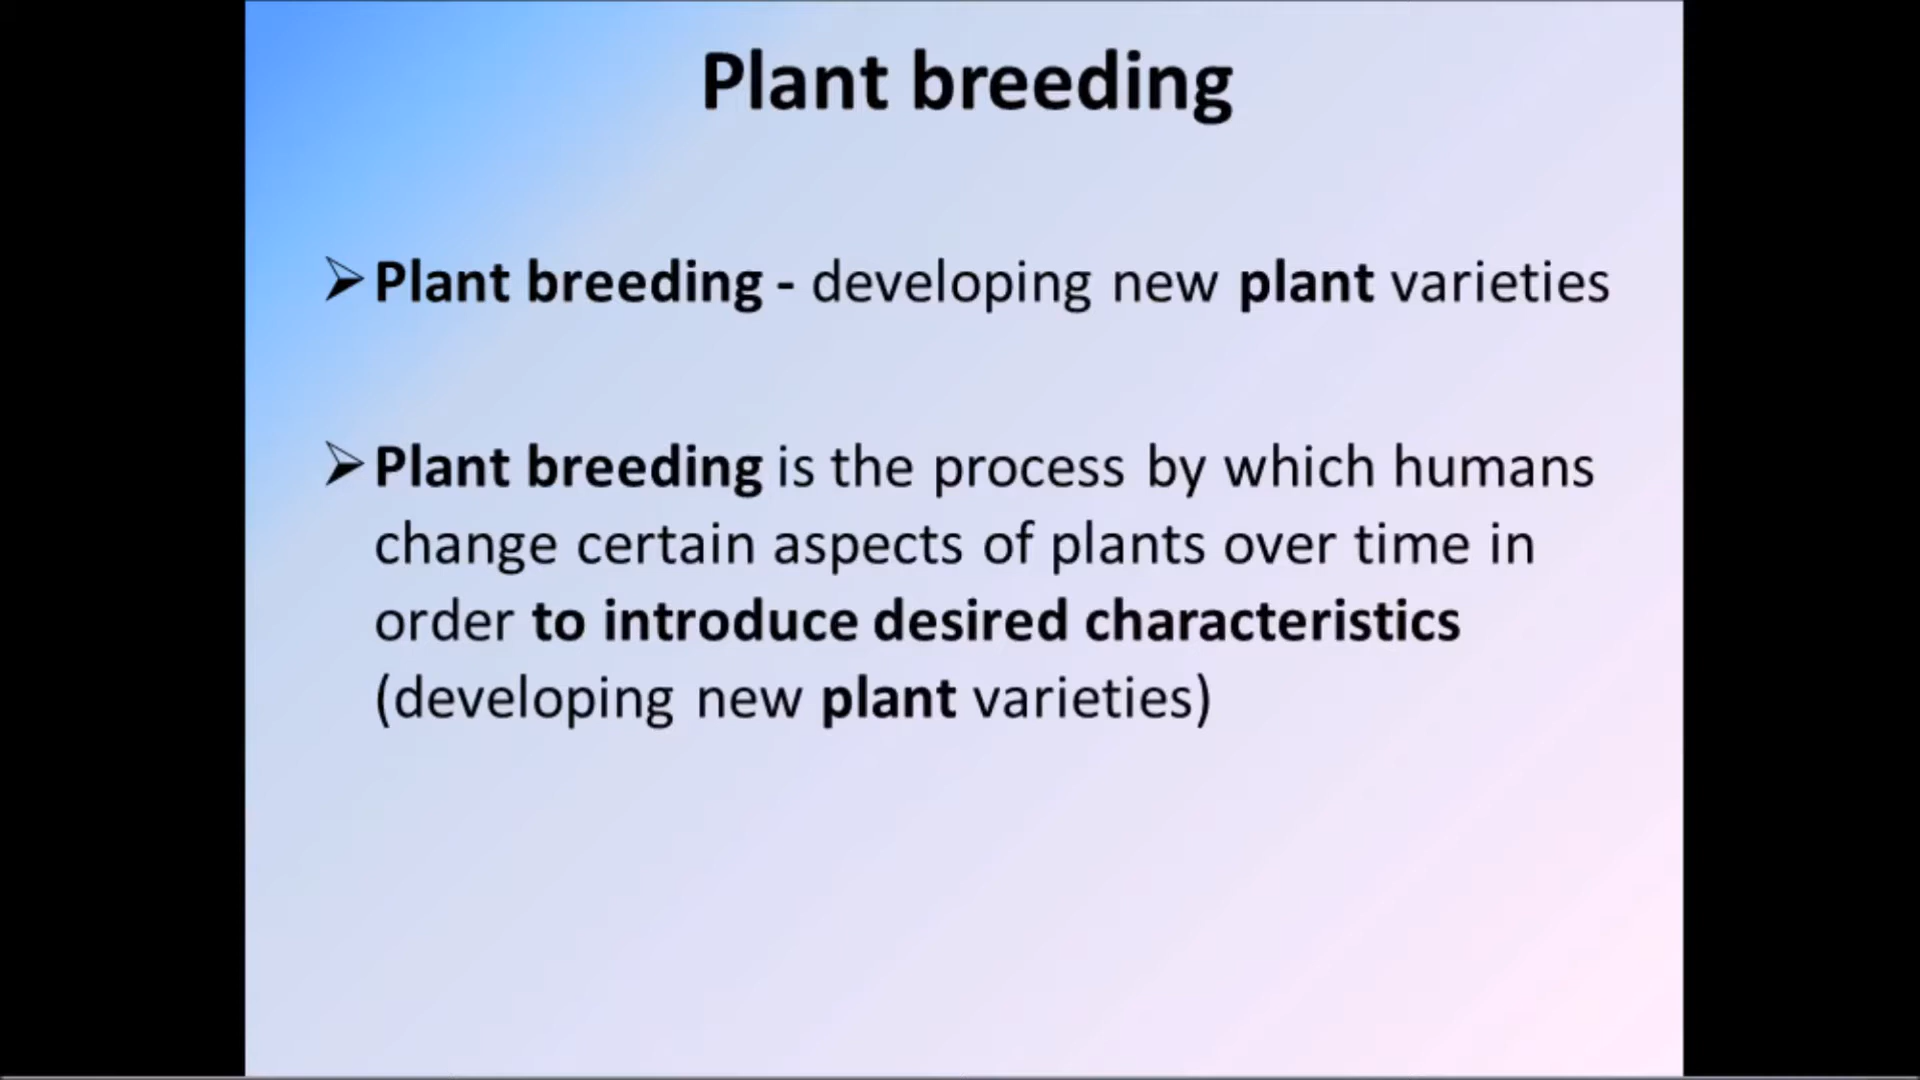 Plant breeding
➢Plant breeding - developing new plant varieties
➢Plant breeding is the process by which humans
change certain aspects of plants over time in
order to introduce desired characteristics
(developing new plant varieties)